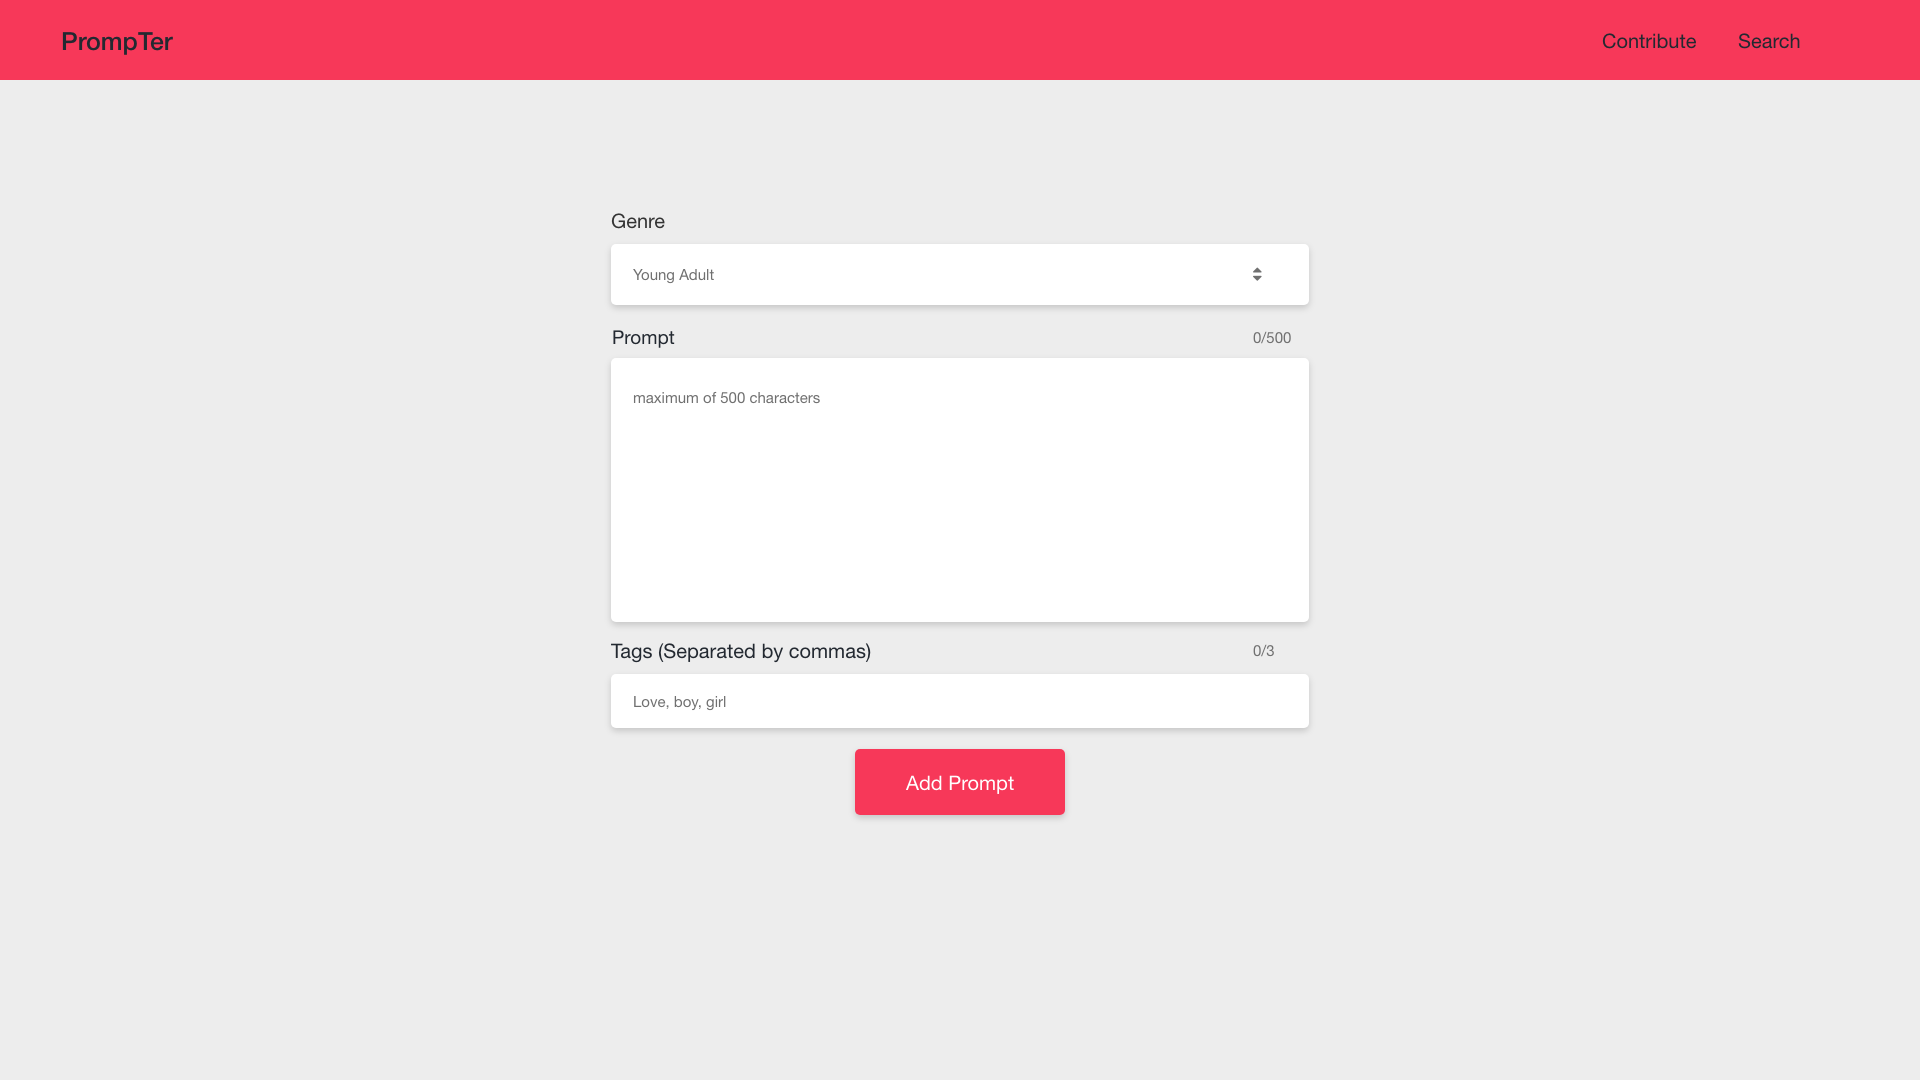 PrompTer
Contribute
Search
Genre
Young Adult
Prompt
0/500
maximum of 500 characters
Tags (Separated by commas)
0/3
Love, boy, girl
Add Prompt